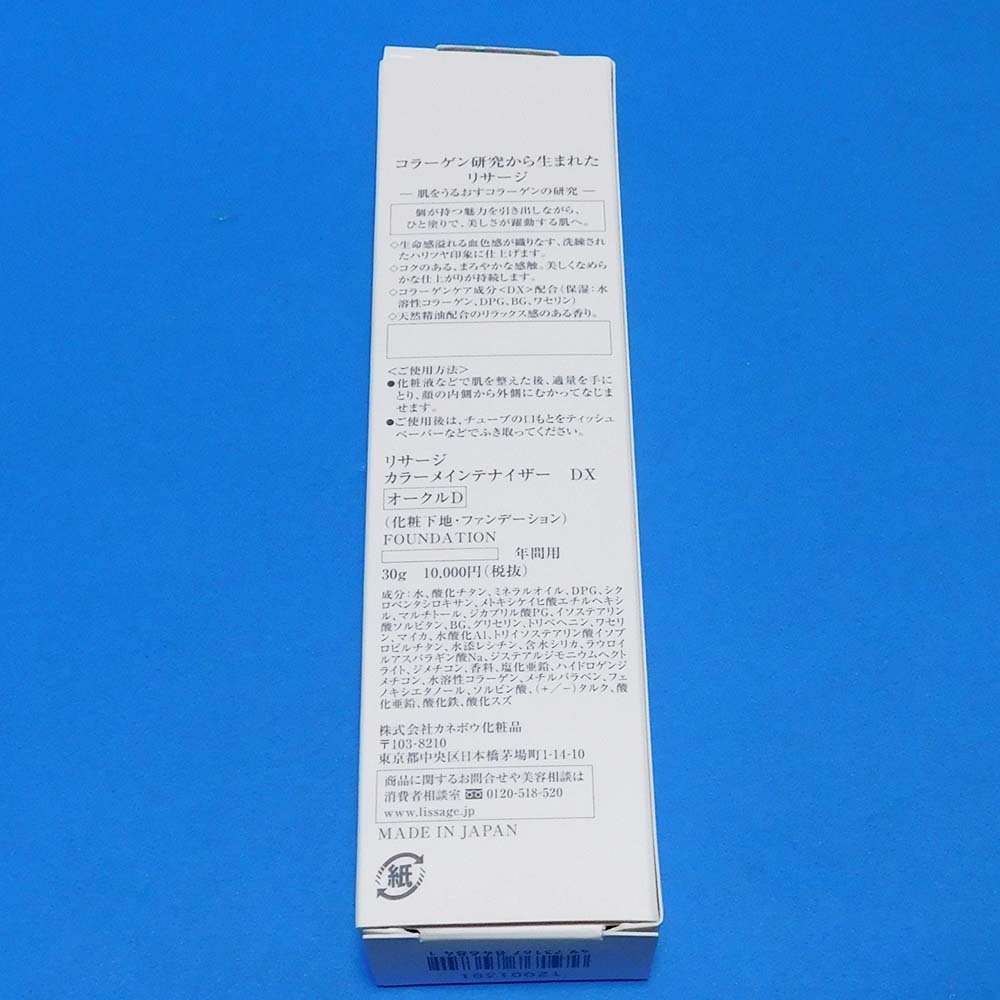 コラーゲン研究から生まれた
リサージ
― 肌をうるおすコラーゲンの研究 ―
個が持つ魅力を引き出しながら、
ひと塗りで、美しさが躍動する肌へ。
◇生命感溢れる血色感が織りなす、洗練され
たハリツヤ印象に仕上げます。
◇コクのある、まろやかな感触。美しくなめら
かな仕上がりが持続します。
◇コラーゲンケア成分<DX>配合(保湿:水
溶性コラーゲン、DPG、BG、ワセリン)
◇天然精油配合のリラックス感のある香り。
<ご使用方法>
●化粧液などで肌を整えた後、適量を手に
とり、顔の内側から外側にむかってなじま
せます。
●ご使用後は、チューブの口もとをティッシュ
ペーパーなどでふき取ってください。
リサージ
カラーメインテナイザー DX
オークルD
(化粧下地・ファンデーション)
FOUNDATION
年間用
30g 10,000円(税抜)
成分:水、酸化チタン、ミネラルオイル、DPG、シク
ロペンタシロキサン、メトキシケイヒ酸エチルヘキシ
ル、マルチトール、ジカプリル酸PG、イソステアリン
酸ソルビタン、BG、グリセリン、トリベヘニン、ワセリ
ン、マイカ、水酸化Al、トリイソステアリン酸イソプ
ロピルチタン、水添レシチン、含水シリカ、ラウロイ
ルアスパラギン酸Na、ジステアルジモニウムヘクト
ライト、ジメチコン、香料、塩化亜鉛、ハイドロゲンジ
メチコン、水溶性コラーゲン、メチルパラベン、フェ
ノキシエタノール、ソルビン酸、(+/−)タルク、酸
化亜鉛、酸化鉄、酸化スズ
株式会社カネボウ化粧品
〒103-8210
東京都中央区日本橋茅場町1-14-10
商品に関するお問合せや美容相談は
消費者相談室 0120-518-520
www.lissage.jp
MADE IN JAPAN
紙